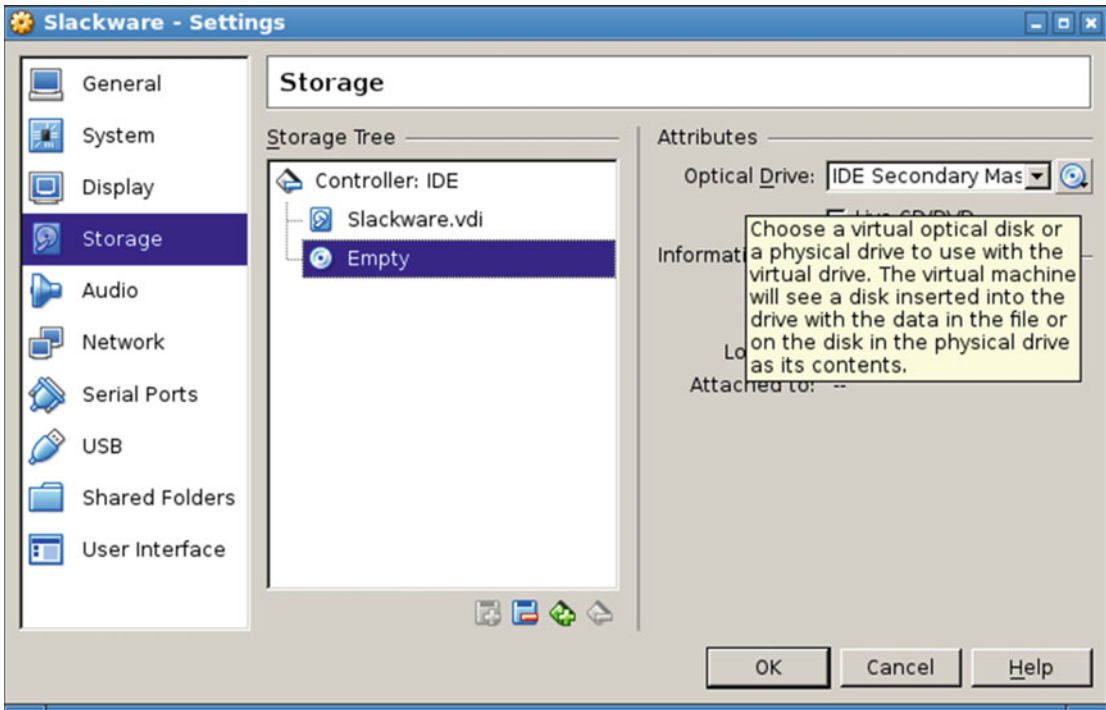 Slackware - Settings
General
System
Display
Storage
Audio
Network
Serial Ports
USB
Shared Folders
User Interface
Storage
Storage Tree
Controller: IDE
Slackware.vdi
Empty
Attributes
Optical Drive: IDE Secondary Mas
Choose a virtual optical disk or
a physical drive to use with the
virtual drive. The virtual machine
will see a disk inserted into the
drive with the data in the file or
on the disk in the physical drive
as its contents.
Attached to: --
OK Cancel Help